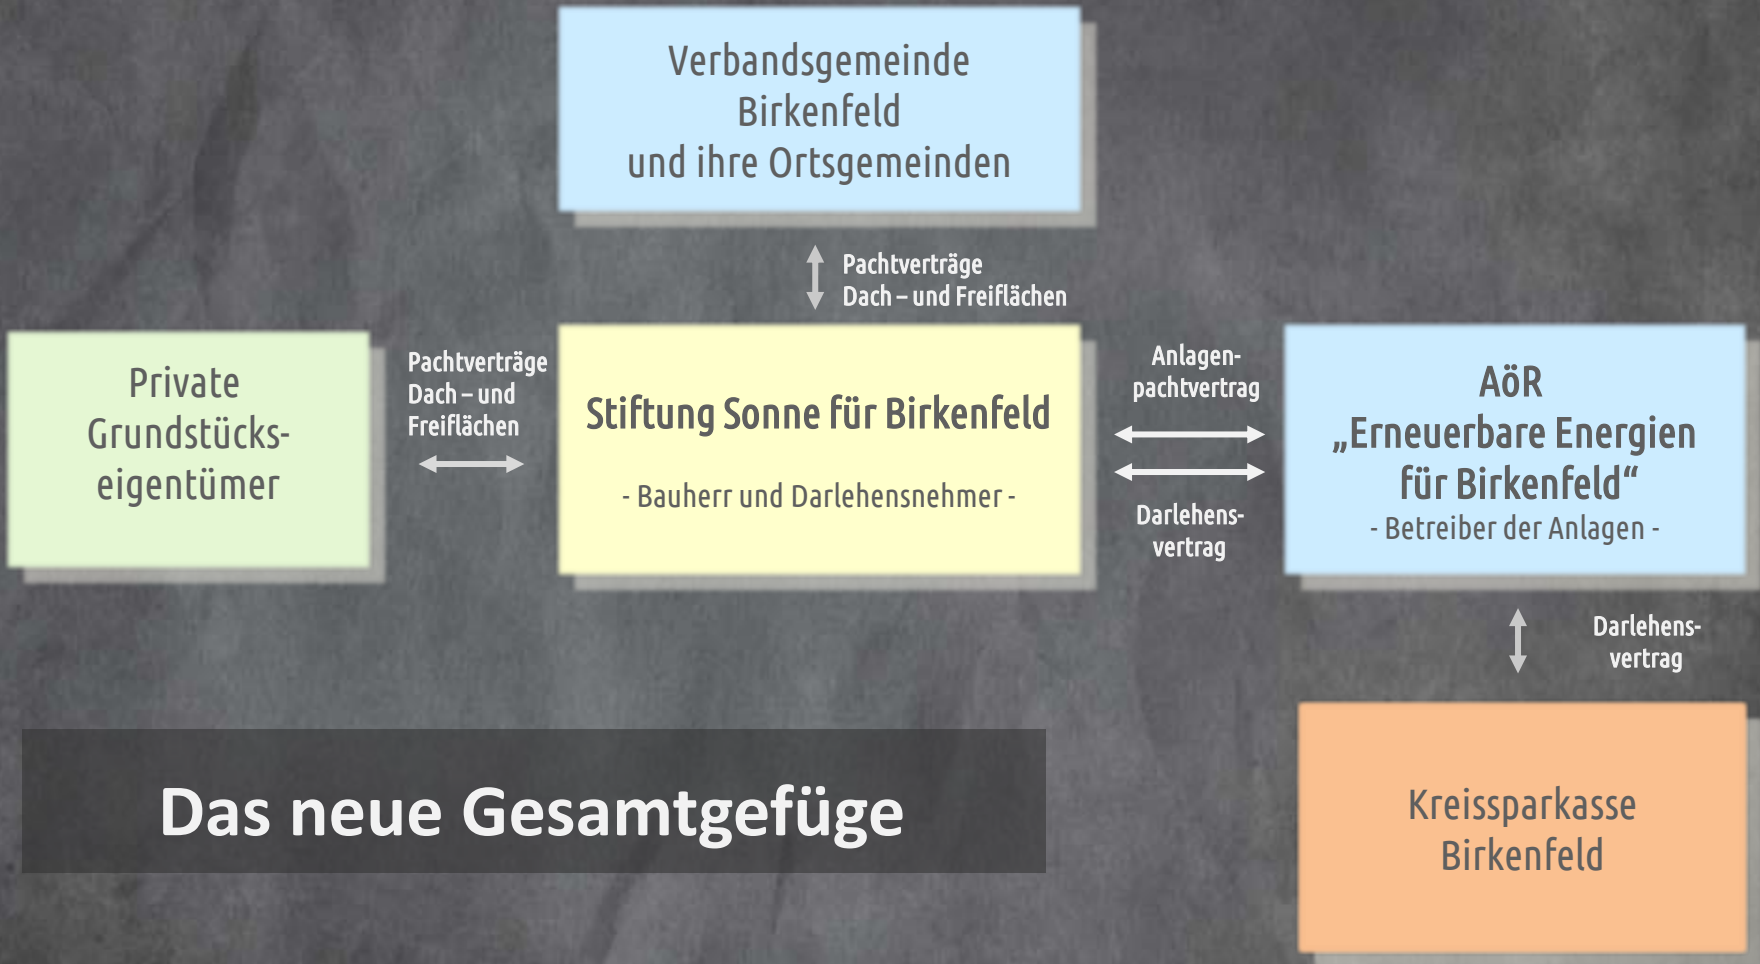 Verbandsgemeinde
Birkenfeld
und ihre Ortsgemeinden
Pachtverträge
Dach – und Freiflächen
Private
Grundstücks-
eigentümer
Pachtverträge
Dach – und
Freiflächen
Stiftung Sonne für Birkenfeld
- Bauherr und Darlehensnehmer -
Anlagen-
pachtvertrag
Darlehens-
vertrag
AöR
„Erneuerbare Energien
für Birkenfeld“
- Betreiber der Anlagen -
Darlehens-
vertrag
Das neue Gesamtgefüge
Kreissparkasse
Birkenfeld